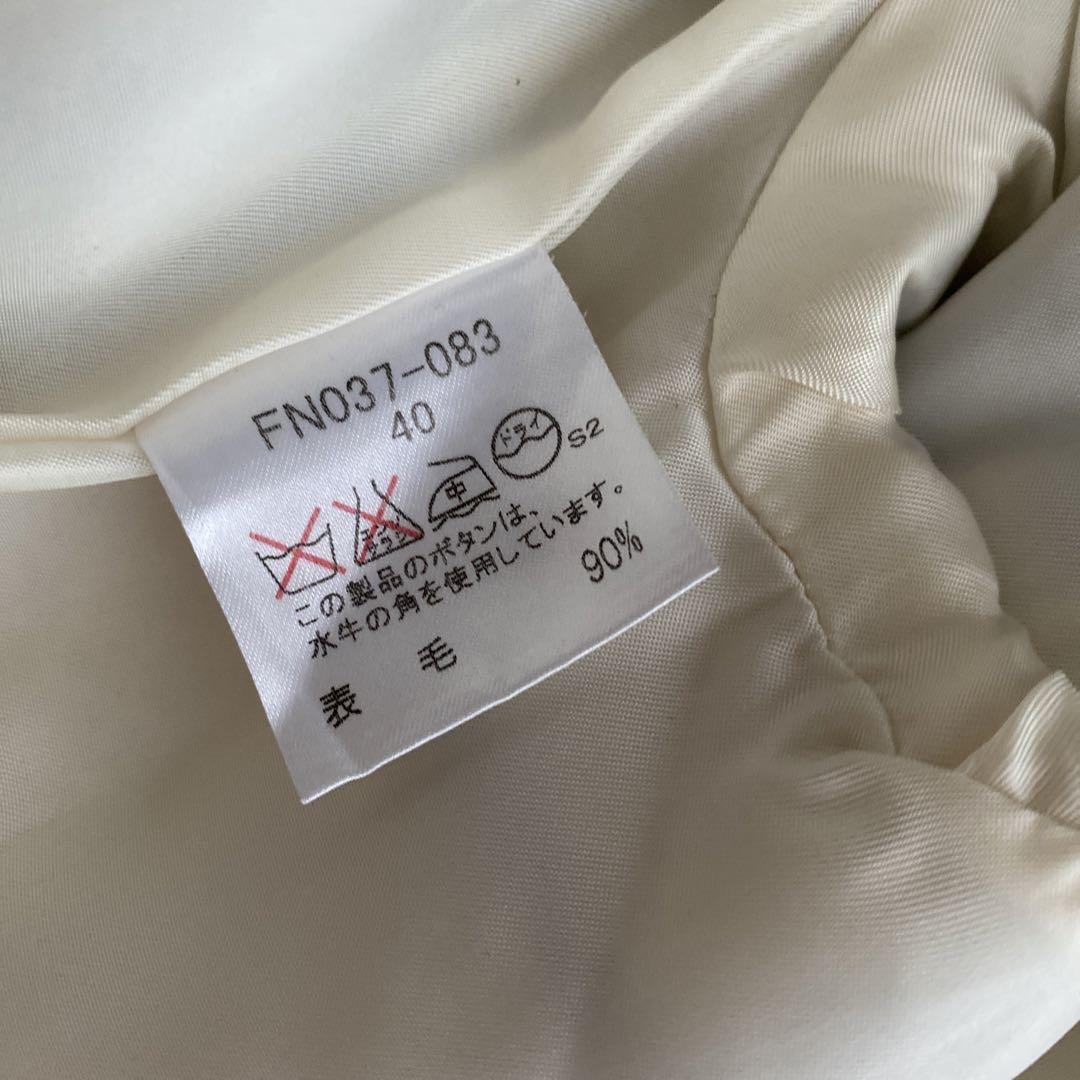 FN037-083
40
中 ドライ S2
この製品のボタンは、
水牛の角を使用しています。
表 毛 90%